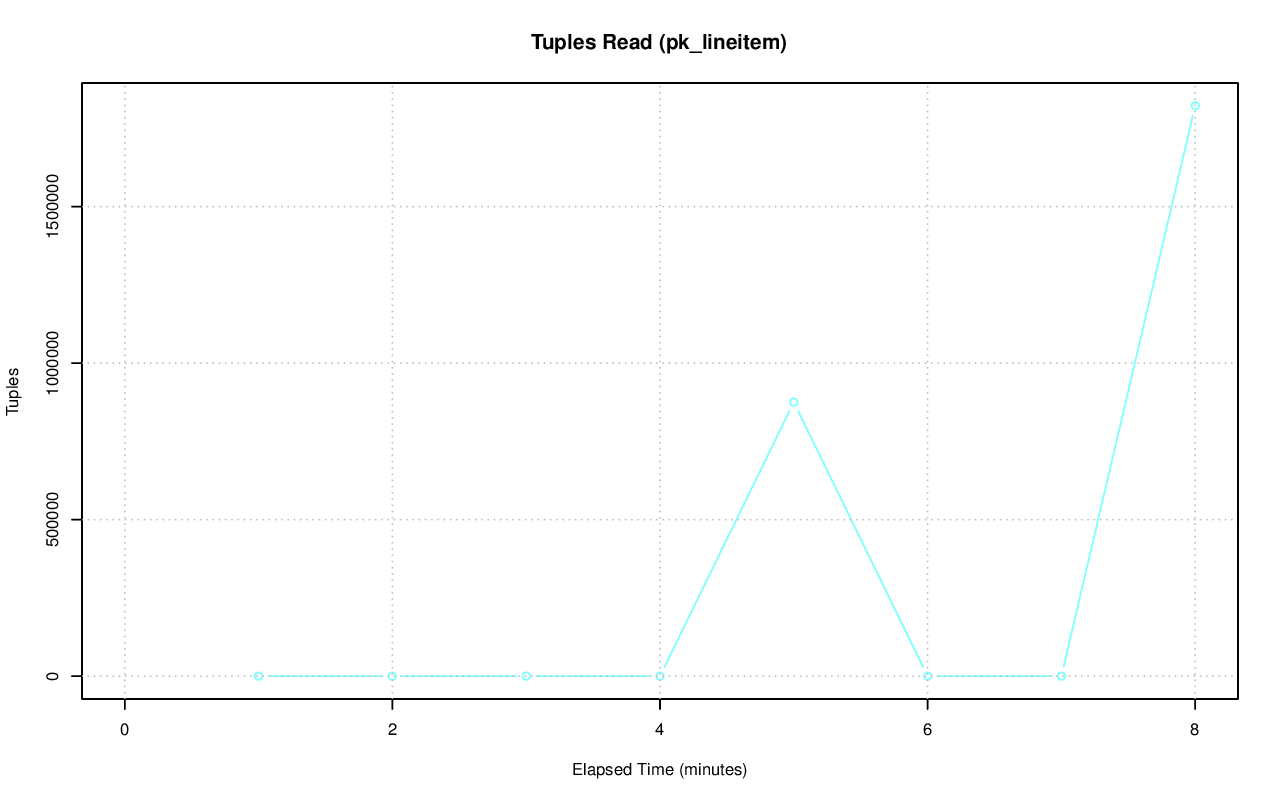 Tuples Read (pk_lineitem)
Tuples
1500000
1000000
500000
0
0 2 4 6 8
Elapsed Time (minutes)